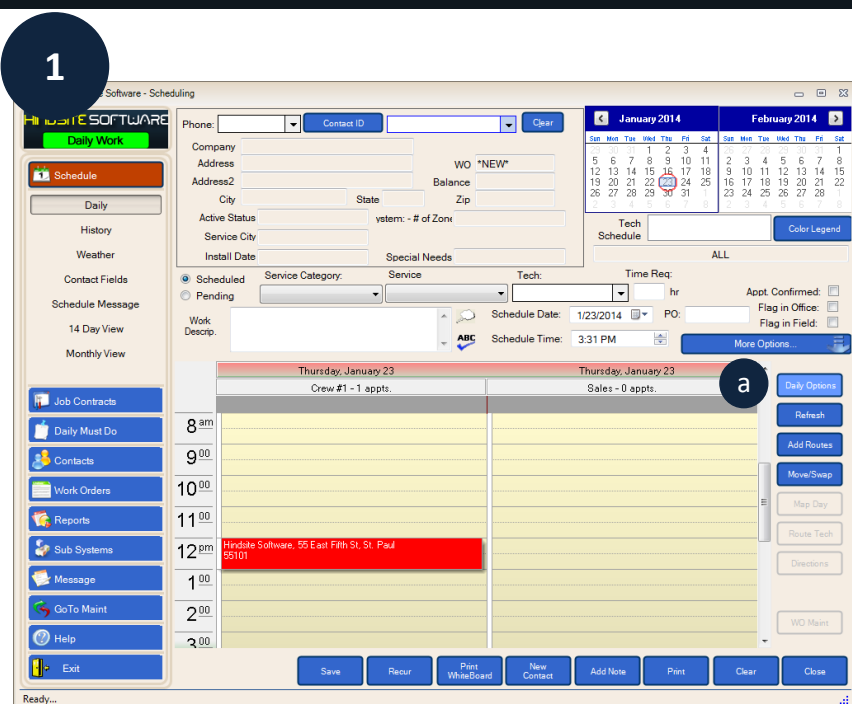 1
Software - Scheduling
HINDSITE SOFTWARE
Daily Work
Schedule
Daily
History
Weather
Contact Fields
Schedule Message
14 Day View
Monthly View
Job Contracts
Daily Must Do
Contacts
Work Orders
Reports
Sub Systems
Message
GoTo Maint
Help
Exit
Phone: Contact ID Clear
Company
Address WO *NEW*
Address2 Balance
City State Zip
Active Status ystem: - # of Zone
Service City
Install Date Special Needs
January 2014 February 2014
Sun Mon Tue Wed Thu Fri Sat Sun Mon Tue Wed Thu Fri Sat
29 30 31 1 2 3 4 26 27 28 29 30 31 1
5 6 7 8 9 10 11 2 3 4 5 6 7 8
12 13 14 15 16 17 18 9 10 11 12 13 14 15
19 20 21 22 23 24 25 16 17 18 19 20 21 22
26 27 28 29 30 31 1 23 24 25 26 27 28 1
2 3 4 5 6 7 8 2 3 4 5 6 7 8
Tech Schedule Color Legend
ALL
Scheduled Service Category: Service Tech: Time Req:
Pending hr Appt. Confirmed:
Work Descrip. ABC Schedule Date: 1/23/2014 PO: Flag in Office:
Flag in Field:
Schedule Time: 3:31 PM More Options...
Thursday, January 23 Thursday, January 23
Crew #1 - 1 appts. Sales - 0 appts.
a
8 am
9 00
10 00
11 00
12 pm Hindsite Software, 55 East Fifth St, St. Paul
55101
1 00
2 00
3 00
Daily Options
Refresh
Add Routes
Move/Swap
Map Day
Route Tech
Directions
WO Maint
Save Recur Print WhiteBoard New Contact Add Note Print Clear Close
Ready...